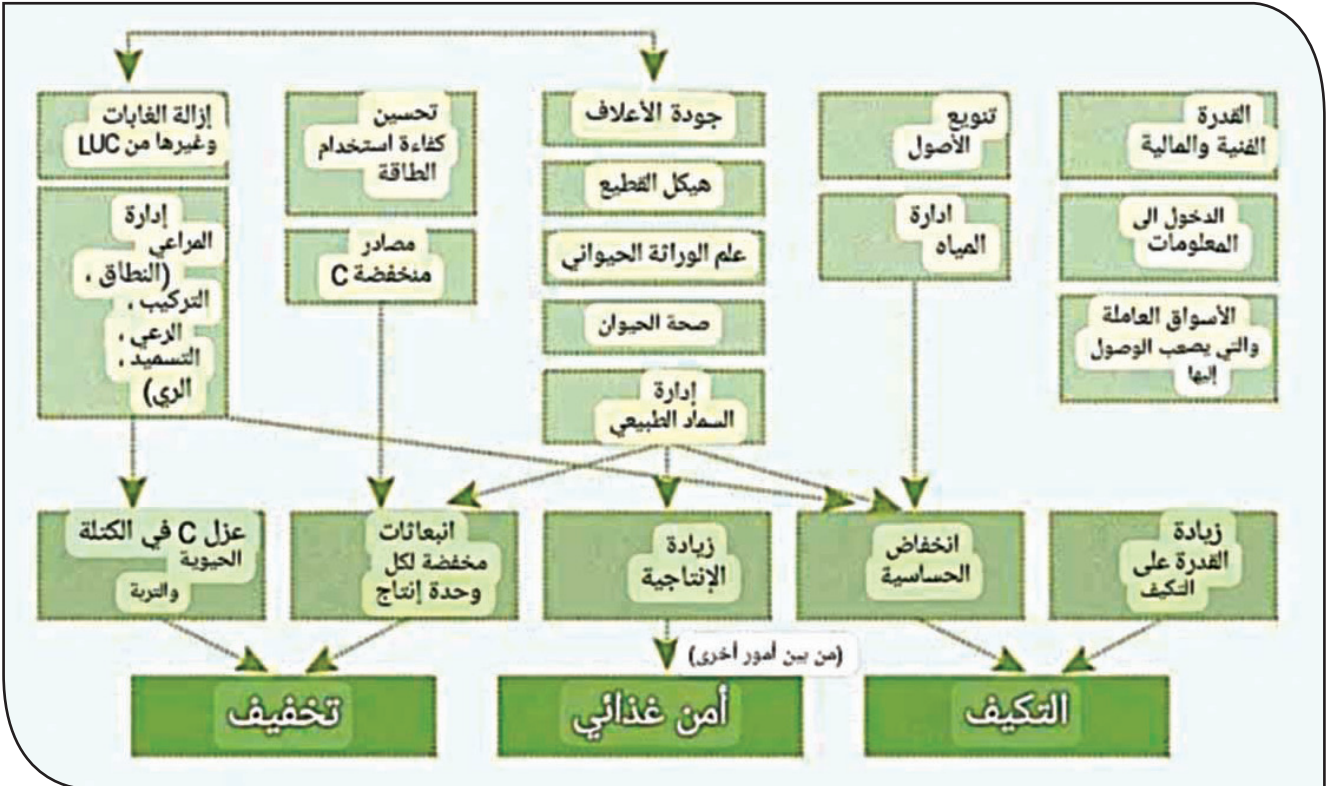 القدرة
الفنية والمالية
الدخول الى
المعلومات
الأسواق العاملة
والتي يصعب الوصول
إليها
تنويع
الأصول
ادارة
المياه
جودة الأعلاف
هيكل القطيع
علم الوراثة الحيواني
صحة الحيوان
إدارة
السماد الطبيعي
تحسين
كفاءة استخدام
الطاقة
مصادر
منخفضة C
إزالة الغابات
وغيرها من LUC
إدارة
المراعي
(النطاق ،
التركيب ،
الرعي ،
التسميد ،
الري)
زيادة
القدرة على
التكيف
انخفاض
الحساسية
زيادة
الإنتاجية
انبعاثات
مخفضة لكل
وحدة إنتاج
عزل C في الكتلة
الحيوية
والتربة
(من بين أمور أخرى)
التكيف
أمن غذائي
تخفيف